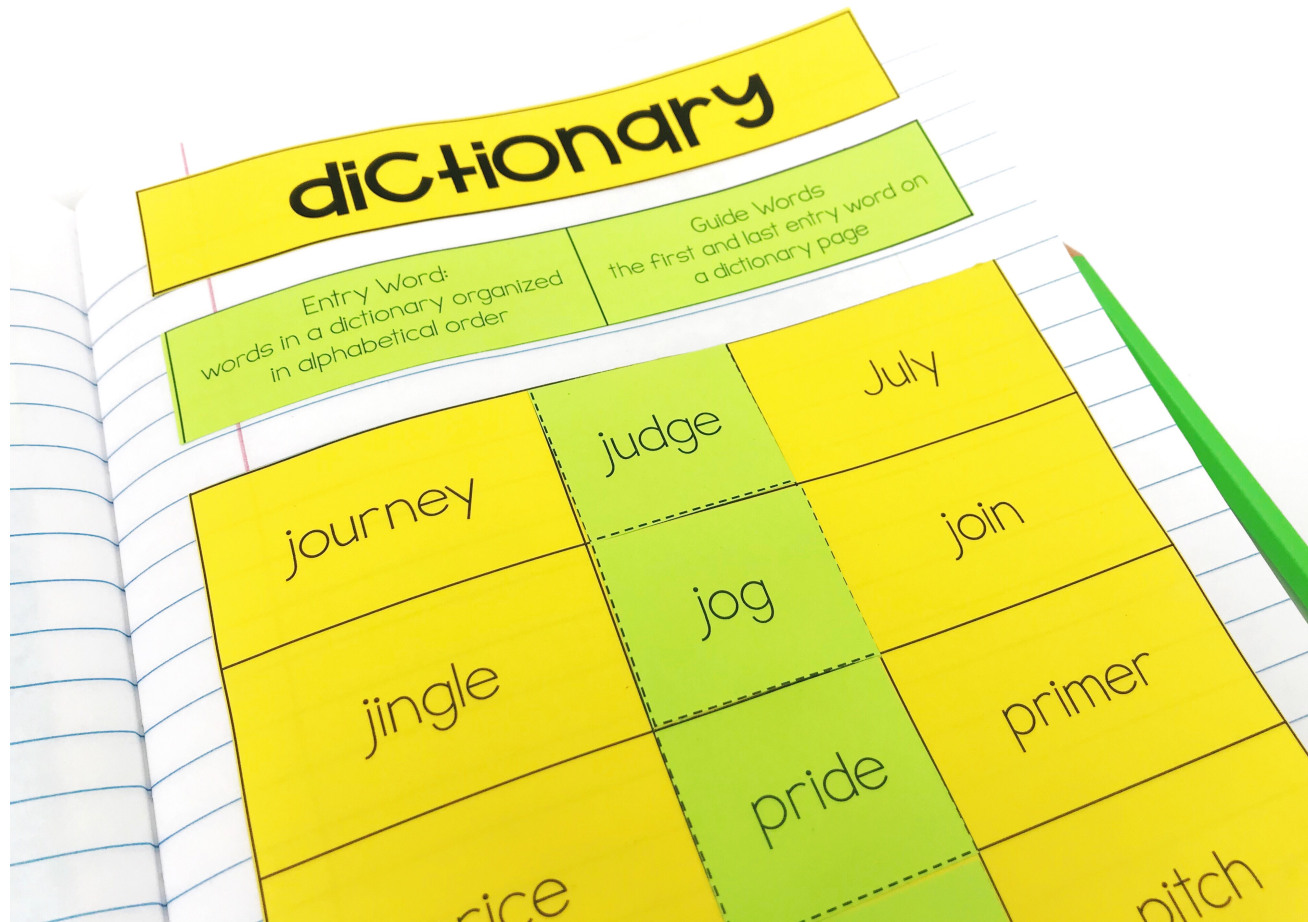 diCtionary
Entry Word:
words in a dictionary organized
in alphabetical order
Guide Words
the first and last entry word on
a dictionary page
journey
judge
July
jingle
jog
join
pride
primer
pitch